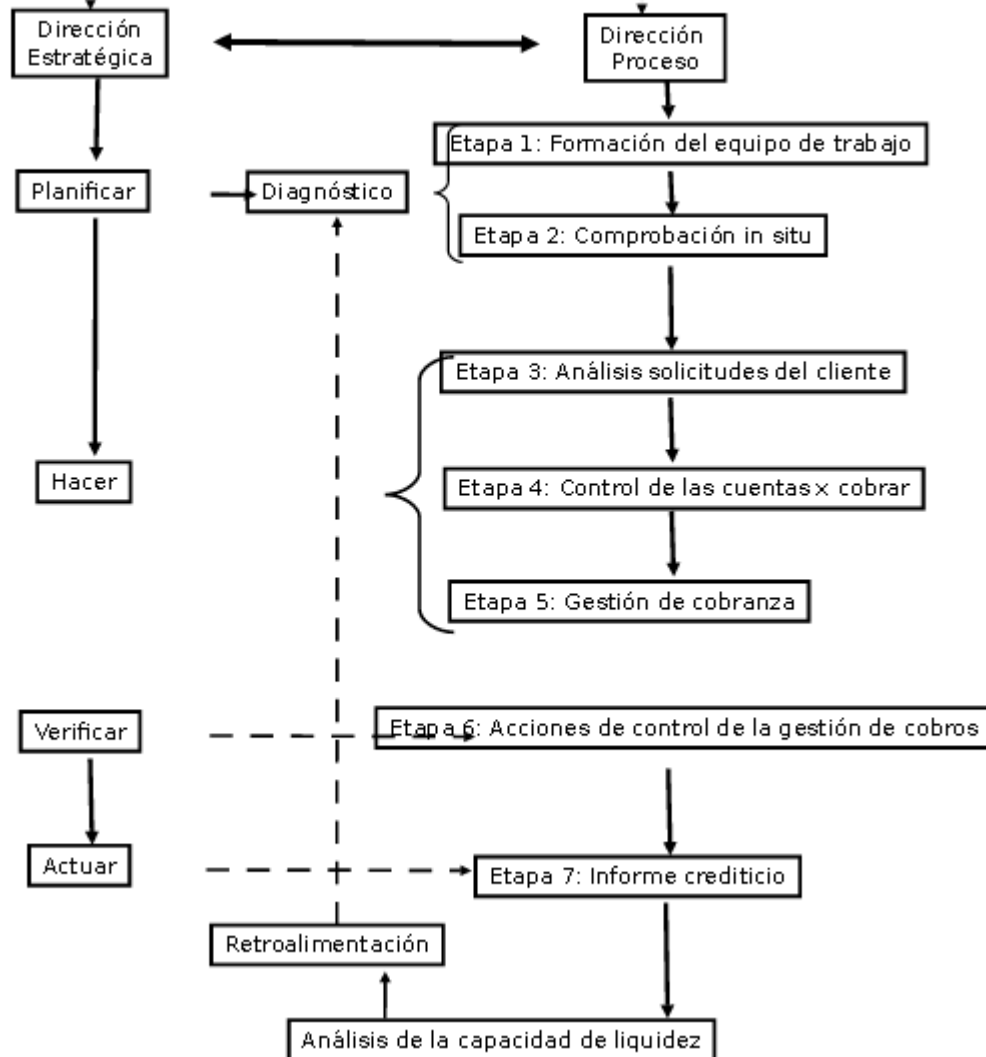 Dirección
Estratégica
Dirección
Proceso
Etapa 1: Formación del equipo de trabajo
Planificar
Diagnóstico
Etapa 2: Comprobación in situ
Etapa 3: Análisis solicitudes del cliente
Hacer
Etapa 4: Control de las cuentas × cobrar
Etapa 5: Gestión de cobranza
Verificar
Etapa 6: Acciones de control de la gestión de cobros
Actuar
Etapa 7: Informe crediticio
Retroalimentación
Análisis de la capacidad de liquidez